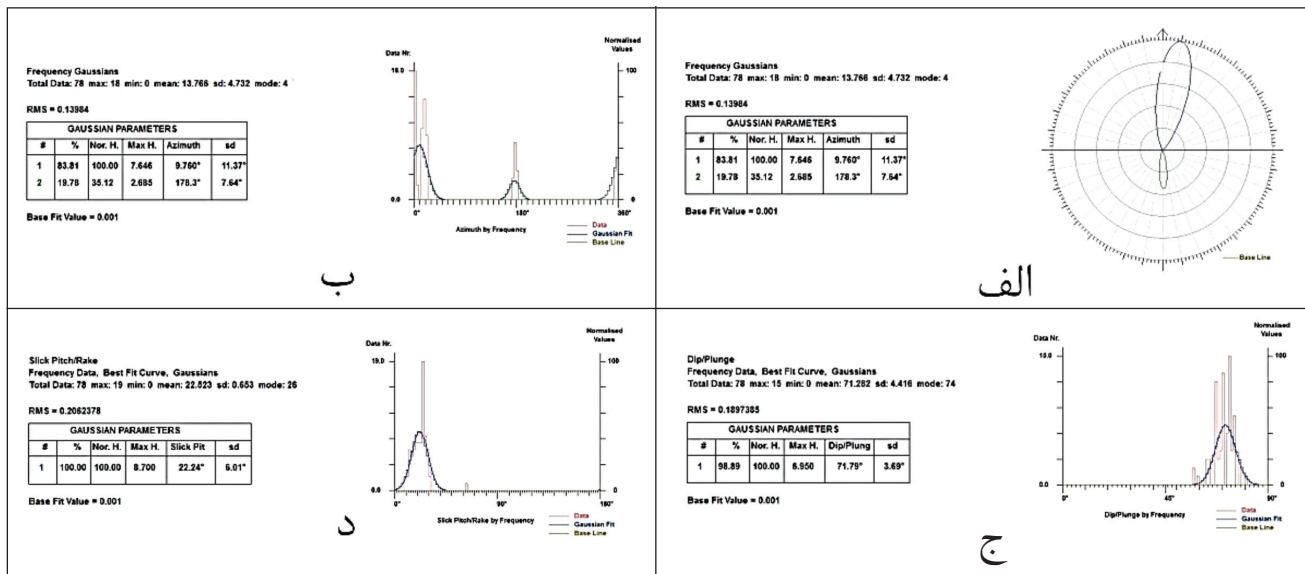 Frequency Gaussians
Total Data: 78 max: 18 min: 0 mean: 13.766 sd: 4.732 mode: 4
RMS = 0.13984
GAUSSIAN PARAMETERS
# % Nor. H. Max H. Azimuth sd
1 83.81 100.00 7.646 9.760° 11.37°
2 19.78 35.12 2.685 178.3° 7.64°
Base Fit Value = 0.001
Data Nr.
Normalised
Values
18.0
100
0.0
0
0°
180°
360°
Azimuth by Frequency
Data
Gaussian Fit
Base Line
ب
Frequency Gaussians
Total Data: 78 max: 18 min: 0 mean: 13.766 sd: 4.732 mode: 4
RMS = 0.13984
GAUSSIAN PARAMETERS
# % Nor. H. Max H. Azimuth sd
1 83.81 100.00 7.646 9.760° 11.37°
2 19.78 35.12 2.685 178.3° 7.64°
Base Fit Value = 0.001
Base Line
الف
Slick Pitch/Rake
Frequency Data, Best Fit Curve, Gaussians
Total Data: 78 max: 19 min: 0 mean: 22.523 sd: 0.653 mode: 26
RMS = 0.2062378
GAUSSIAN PARAMETERS
# % Nor. H. Max H. Slick Pit sd
1 100.00 100.00 8.700 22.24° 6.01°
Base Fit Value = 0.001
Data Nr.
Normalised
Values
19.0
100
0.0
0
0°
90°
180°
Slick Pitch/Rake by Frequency
Data
Gaussian Fit
Base Line
د
Dip/Plunge
Frequency Data, Best Fit Curve, Gaussians
Total Data: 78 max: 15 min: 0 mean: 71.282 sd: 4.416 mode: 74
RMS = 0.1897385
GAUSSIAN PARAMETERS
# % Nor. H. Max H. Dip/Plung sd
1 98.89 100.00 6.950 71.79° 3.69°
Base Fit Value = 0.001
Data Nr.
Normalised
Values
10.0
100
0.0
0
0°
45°
90°
Dip/Plunge by Frequency
Data
Gaussian Fit
Base Line
ج